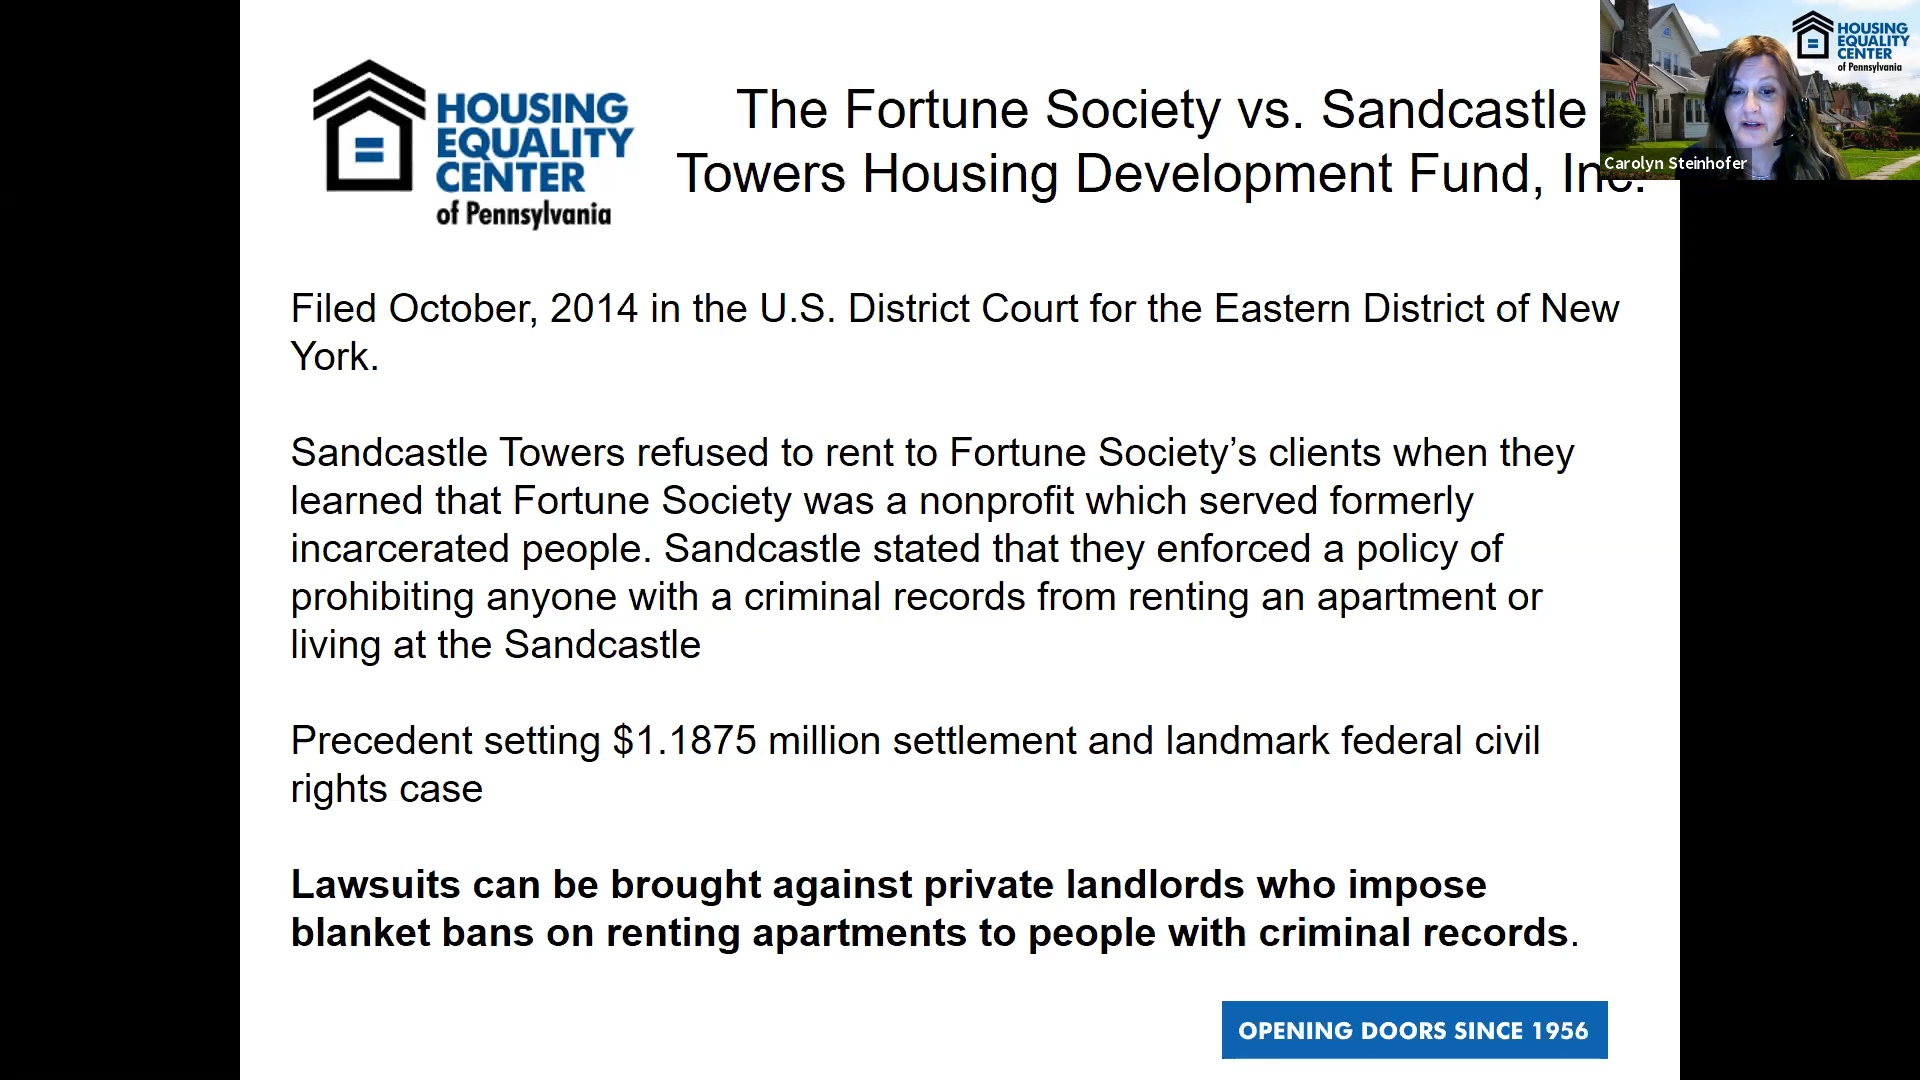 HOUSING
EQUALITY
CENTER
of Pennsylvania
The Fortune Society vs. Sandcastle
Towers Housing Development Fund, Inc.
HOUSING
EQUALITY
CENTER
of Pennsylvania
Carolyn Steinhofer
Filed October, 2014 in the U.S. District Court for the Eastern District of New
York.
Sandcastle Towers refused to rent to Fortune Society’s clients when they
learned that Fortune Society was a nonprofit which served formerly
incarcerated people. Sandcastle stated that they enforced a policy of
prohibiting anyone with a criminal records from renting an apartment or
living at the Sandcastle
Precedent setting $1.1875 million settlement and landmark federal civil
rights case
Lawsuits can be brought against private landlords who impose
blanket bans on renting apartments to people with criminal records.
OPENING DOORS SINCE 1956